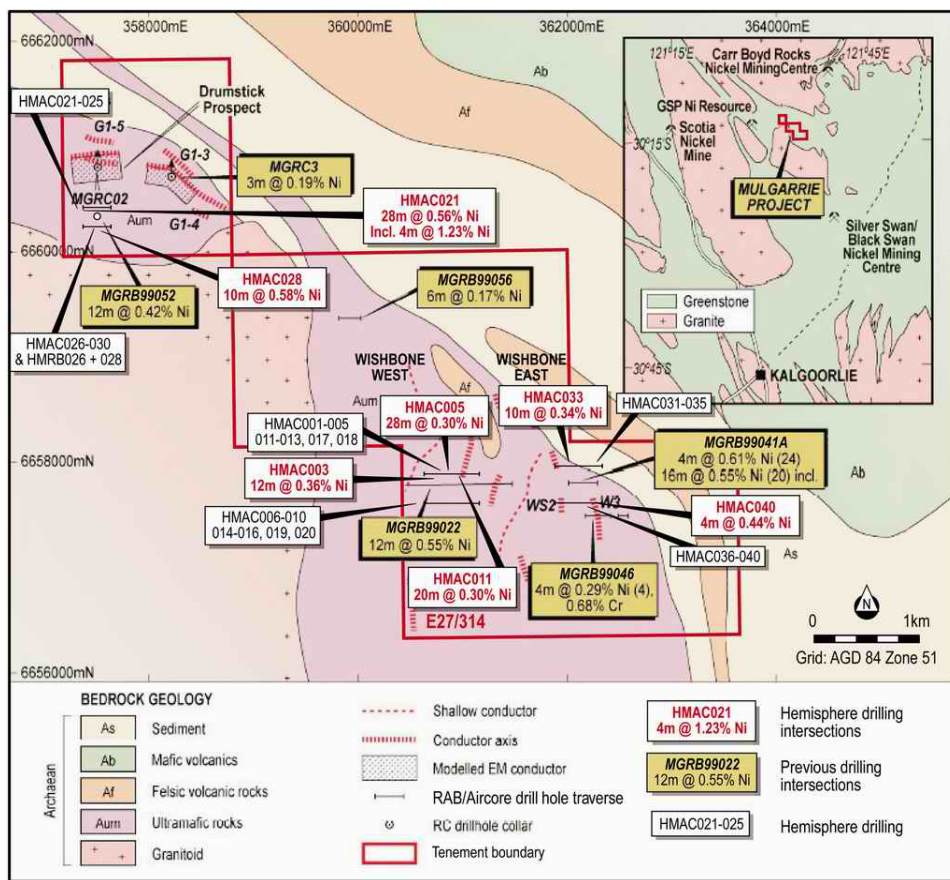 358000mE
360000mE
362000mE
364000mE
6662000mN
HMAC021-025
Drumstick
Prospect
G1-5
G1-3
MGRC3
3m @ 0.19% Ni
MGRC02
Aum
G1-4
HMAC021
28m @ 0.56% Ni
Incl. 4m @ 1.23% Ni
6660000mN
HMAC028
10m @ 0.58% Ni
MGRB99052
12m @ 0.42% Ni
HMAC026-030
& HMRB026 + 028
MGRB99056
6m @ 0.17% Ni
Ab
Af
121°15'E
Carr Boyd Rocks
Nickel MiningCentre
121°45'E
GSP Ni Resource
30°15'S
Scotia
Nickel
Mine
MULGARRIE
PROJECT
Silver Swan/
Black Swan
Nickel Mining
Centre
Greenstone
Granite
30°45'S
KALGOORLIE
WISHBONE
WEST
WISHBONE
EAST
Af
Aum
HMAC001-005
011-013, 017, 018
HMAC005
28m @ 0.30% Ni
HMAC033
10m @ 0.34% Ni
HMAC031-035
6658000mN
HMAC003
12m @ 0.36% Ni
MGRB99041A
4m @ 0.61% Ni (24)
16m @ 0.55% Ni (20) incl.
Ab
HMAC006-010
014-016, 019, 020
MGRB99022
12m @ 0.55% Ni
WS2
W3
HMAC040
4m @ 0.44% Ni
HMAC036-040
As
HMAC011
20m @ 0.30% Ni
MGRB99046
4m @ 0.29% Ni (4),
0.68% Cr
E27/314
N
0
1km
Grid: AGD 84 Zone 51
6656000mN
BEDROCK GEOLOGY
Archaean
As Sediment
Ab Mafic volcanics
Af Felsic volcanic rocks
Aum Ultramafic rocks
Granitoid
Shallow conductor
Conductor axis
Modelled EM conductor
RAB/Aircore drill hole traverse
RC drillhole collar
Tenement boundary
HMAC021
4m @ 1.23% Ni
Hemisphere drilling
intersections
MGRB99022
12m @ 0.55% Ni
Previous drilling
intersections
HMAC021-025
Hemisphere drilling